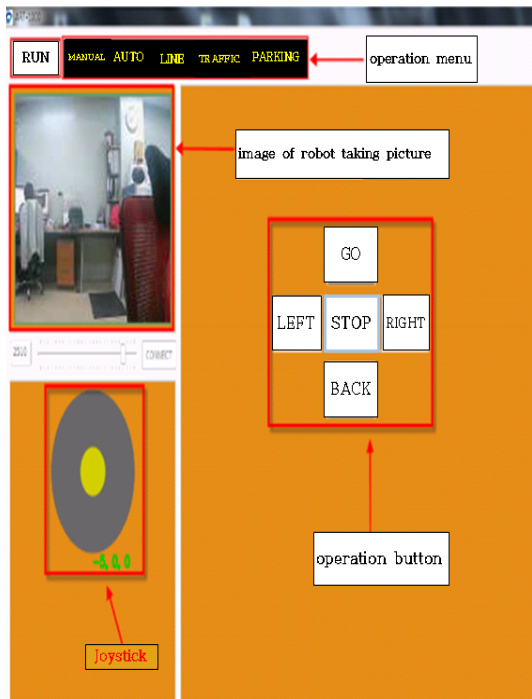 RUN
MANUAL AUTO LINE TRAFFIC PARKING
operation menu
image of robot taking picture
GO
LEFT STOP RIGHT
BACK
CONNECT
-5, 0, 0
operation button
Joystick